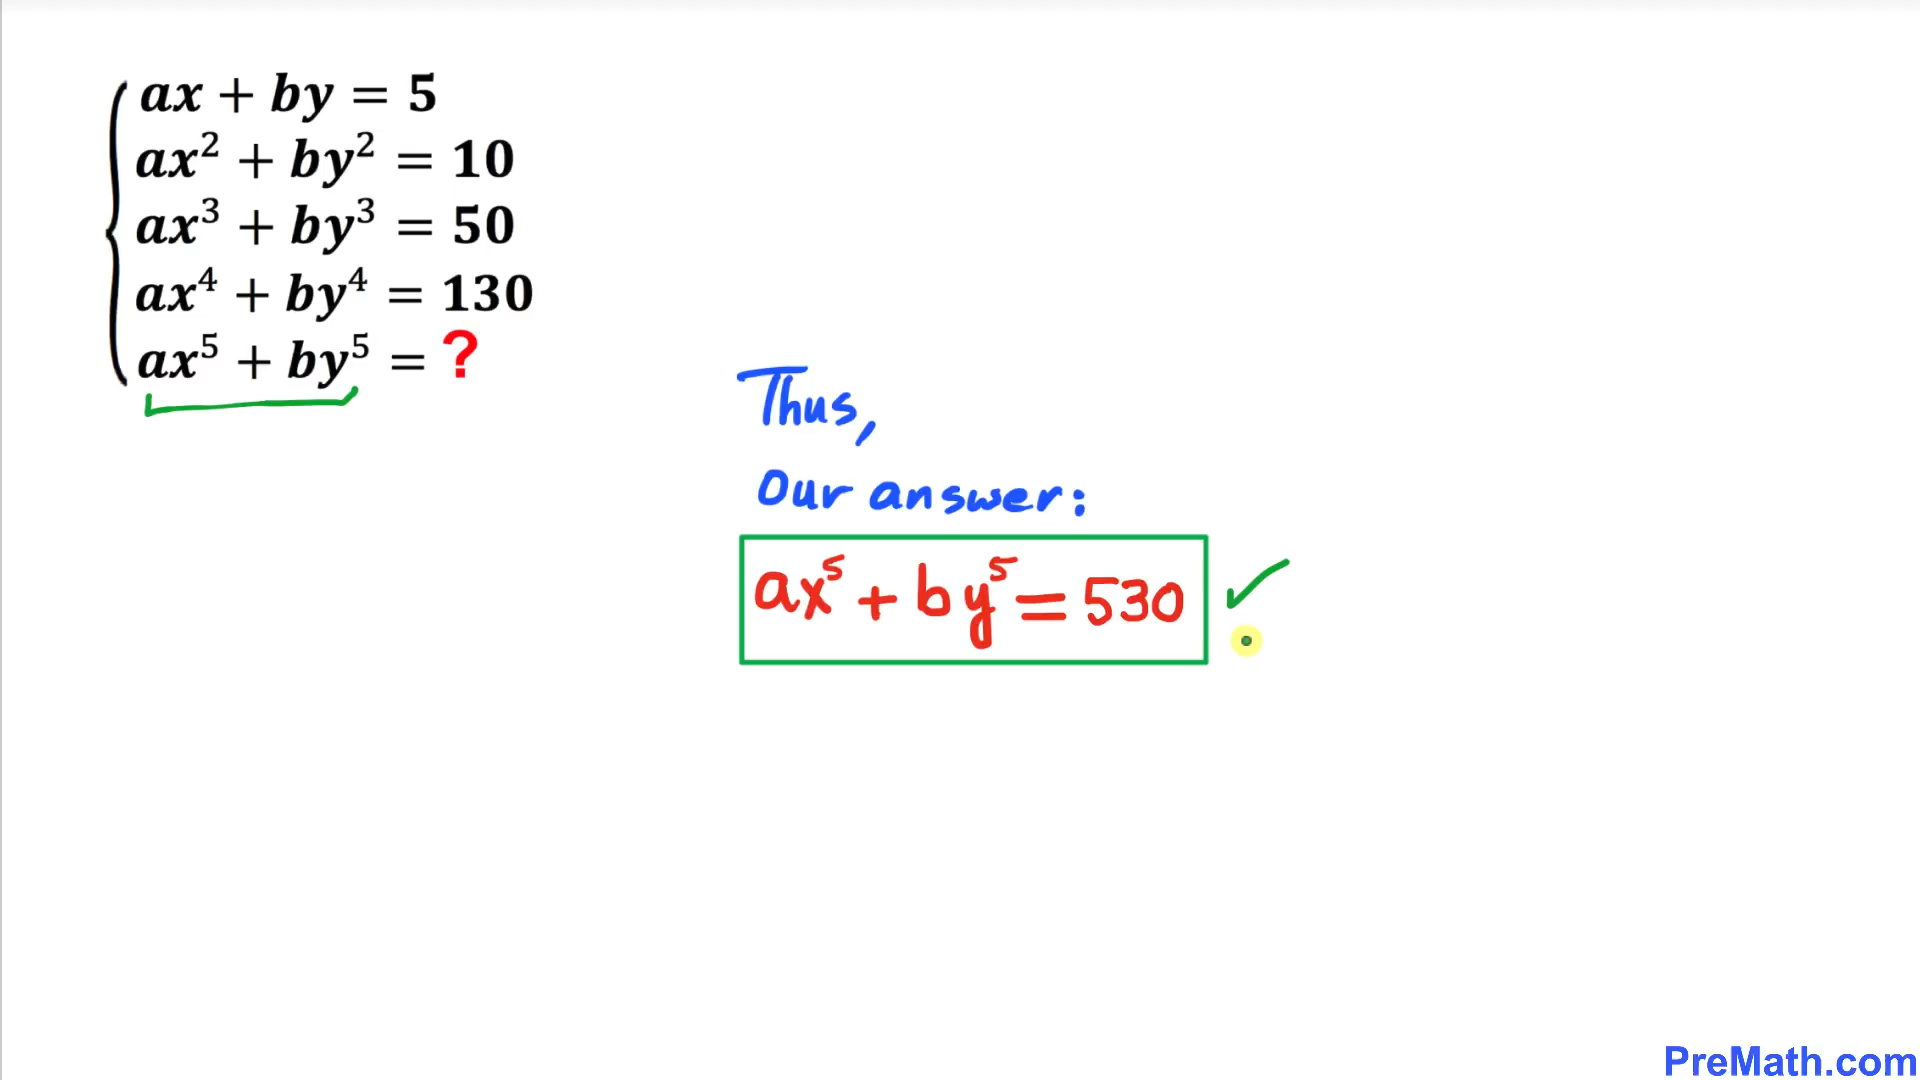 ax + by = 5
ax² + by² = 10
ax³ + by³ = 50
ax⁴ + by⁴ = 130
ax⁵ + by⁵ = ?
Thus,
Our answer:
ax⁵ + by⁵ = 530
PreMath.com